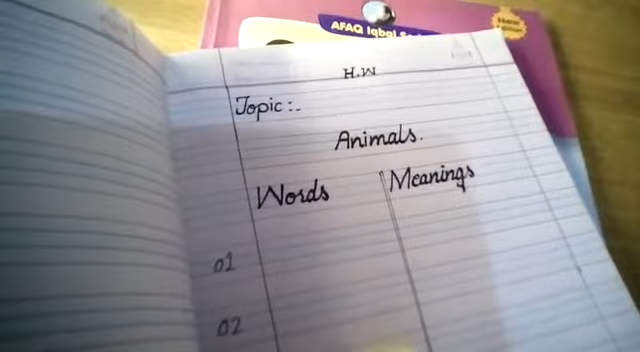 AFAQ Iqbal
H.W
Topic :-
Animals.
Words Meanings
01
02